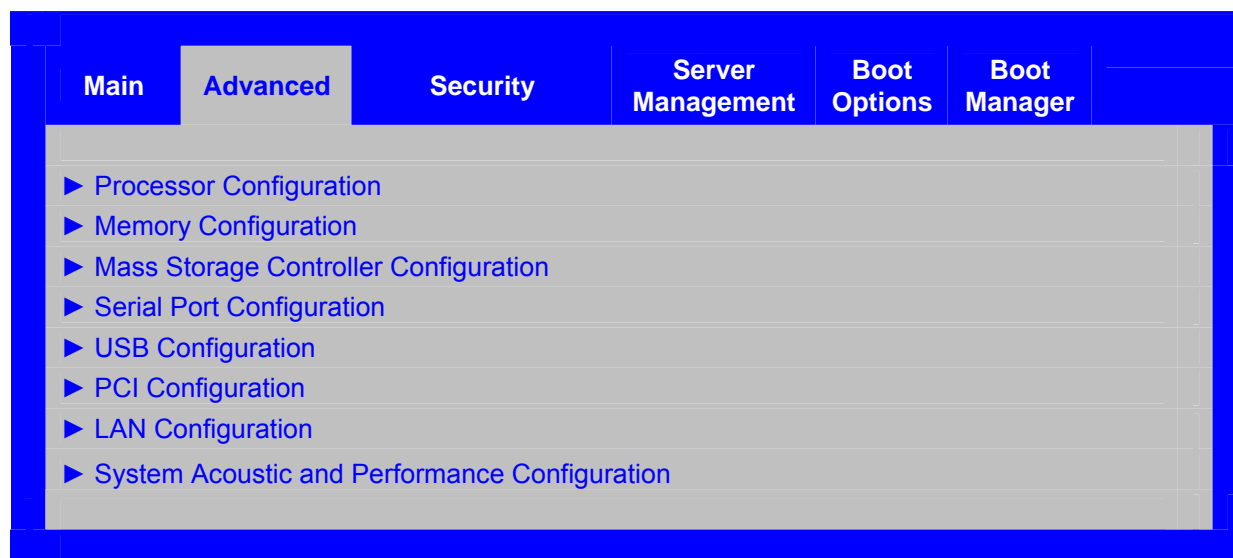 Main Advanced Security Server Management Boot Options Boot Manager
► Processor Configuration
► Memory Configuration
► Mass Storage Controller Configuration
► Serial Port Configuration
► USB Configuration
► PCI Configuration
► LAN Configuration
► System Acoustic and Performance Configuration